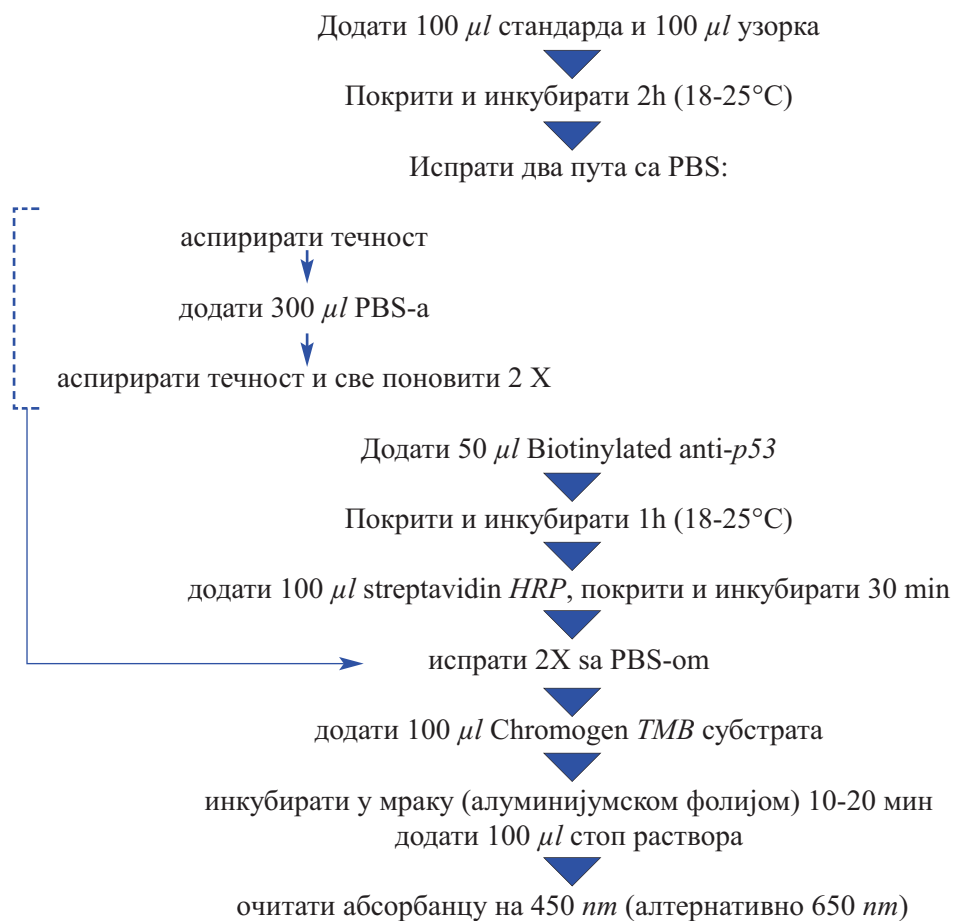 Додати 100 µl стандарда и 100 µl узорка
Покрити и инкубирати 2h (18-25°C)
Испрати два пута са PBS:
аспирирати течност
додати 300 µl PBS-a
аспирирати течност и све поновити 2 X
Додати 50 µl Biotinylated anti-p53
Покрити и инкубирати 1h (18-25°C)
додати 100 µl streptavidin HRP, покрити и инкубирати 30 min
испрати 2X sa PBS-om
додати 100 µl Chromogen TMB субстрата
инкубирати у мраку (алуминијумском фолијом) 10-20 мин
додати 100 µl стоп раствора
очитати абсорбанцу на 450 nm (алтернативно 650 nm)